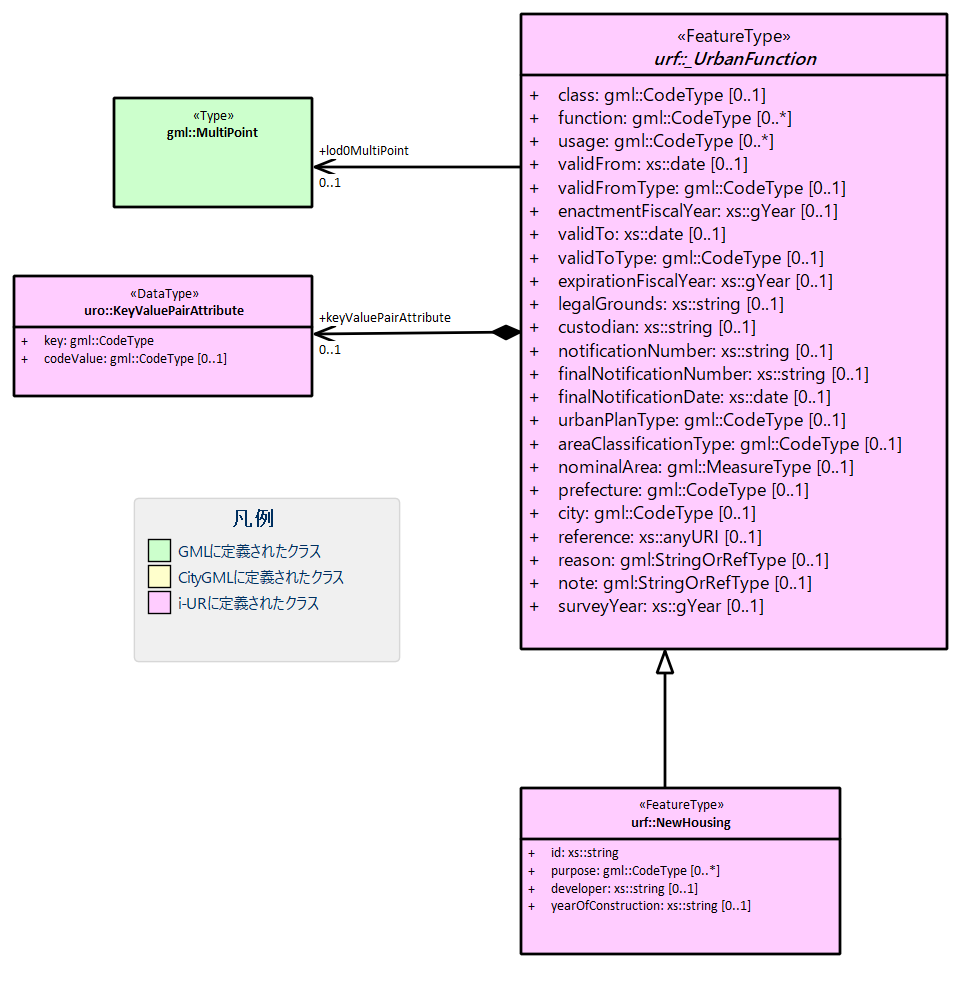 «FeatureType»
urf::_UrbanFunction
+ class: gml::CodeType [0..1]
+ function: gml::CodeType [0..*]
+ usage: gml::CodeType [0..*]
+ validFrom: xs::date [0..1]
+ validFromType: gml::CodeType [0..1]
+ enactmentFiscalYear: xs::gYear [0..1]
+ validTo: xs::date [0..1]
+ validToType: gml::CodeType [0..1]
+ expirationFiscalYear: xs::gYear [0..1]
+ legalGrounds: xs::string [0..1]
+ custodian: xs::string [0..1]
+ notificationNumber: xs::string [0..1]
+ finalNotificationNumber: xs::string [0..1]
+ finalNotificationDate: xs::date [0..1]
+ urbanPlanType: gml::CodeType [0..1]
+ areaClassificationType: gml::CodeType [0..1]
+ nominalArea: gml::MeasureType [0..1]
+ prefecture: gml::CodeType [0..1]
+ city: gml::CodeType [0..1]
+ reference: xs::anyURI [0..1]
+ reason: gml:StringOrRefType [0..1]
+ note: gml:StringOrRefType [0..1]
+ surveyYear: xs::gYear [0..1]
«Type»
gml::MultiPoint
+lod0MultiPoint
0..1
«DataType»
uro::KeyValuePairAttribute
+ key: gml::CodeType
+ codeValue: gml::CodeType [0..1]
+keyValuePairAttribute
0..1
凡例
GMLに定義されたクラス
CityGMLに定義されたクラス
i-URに定義されたクラス
«FeatureType»
urf::NewHousing
+ id: xs::string
+ purpose: gml::CodeType [0..*]
+ developer: xs::string [0..1]
+ yearOfConstruction: xs::string [0..1]